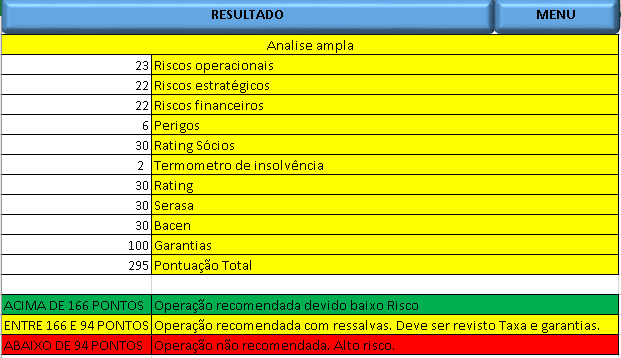 RESULTADO MENU
Analise ampla
23 Riscos operacionais
22 Riscos estratégicos
22 Riscos financeiros
6 Perigos
30 Rating Sócios
2 Termometro de insolvência
30 Rating
30 Serasa
30 Bacen
100 Garantias
295 Pontuação Total
ACIMA DE 166 PONTOS Operação recomendada devido baixo Risco
ENTRE 166 E 94 PONTOS Operação recomendada com ressalvas. Deve ser revisto Taxa e garantias.
ABAIXO DE 94 PONTOS Operação não recomendada. Alto risco.